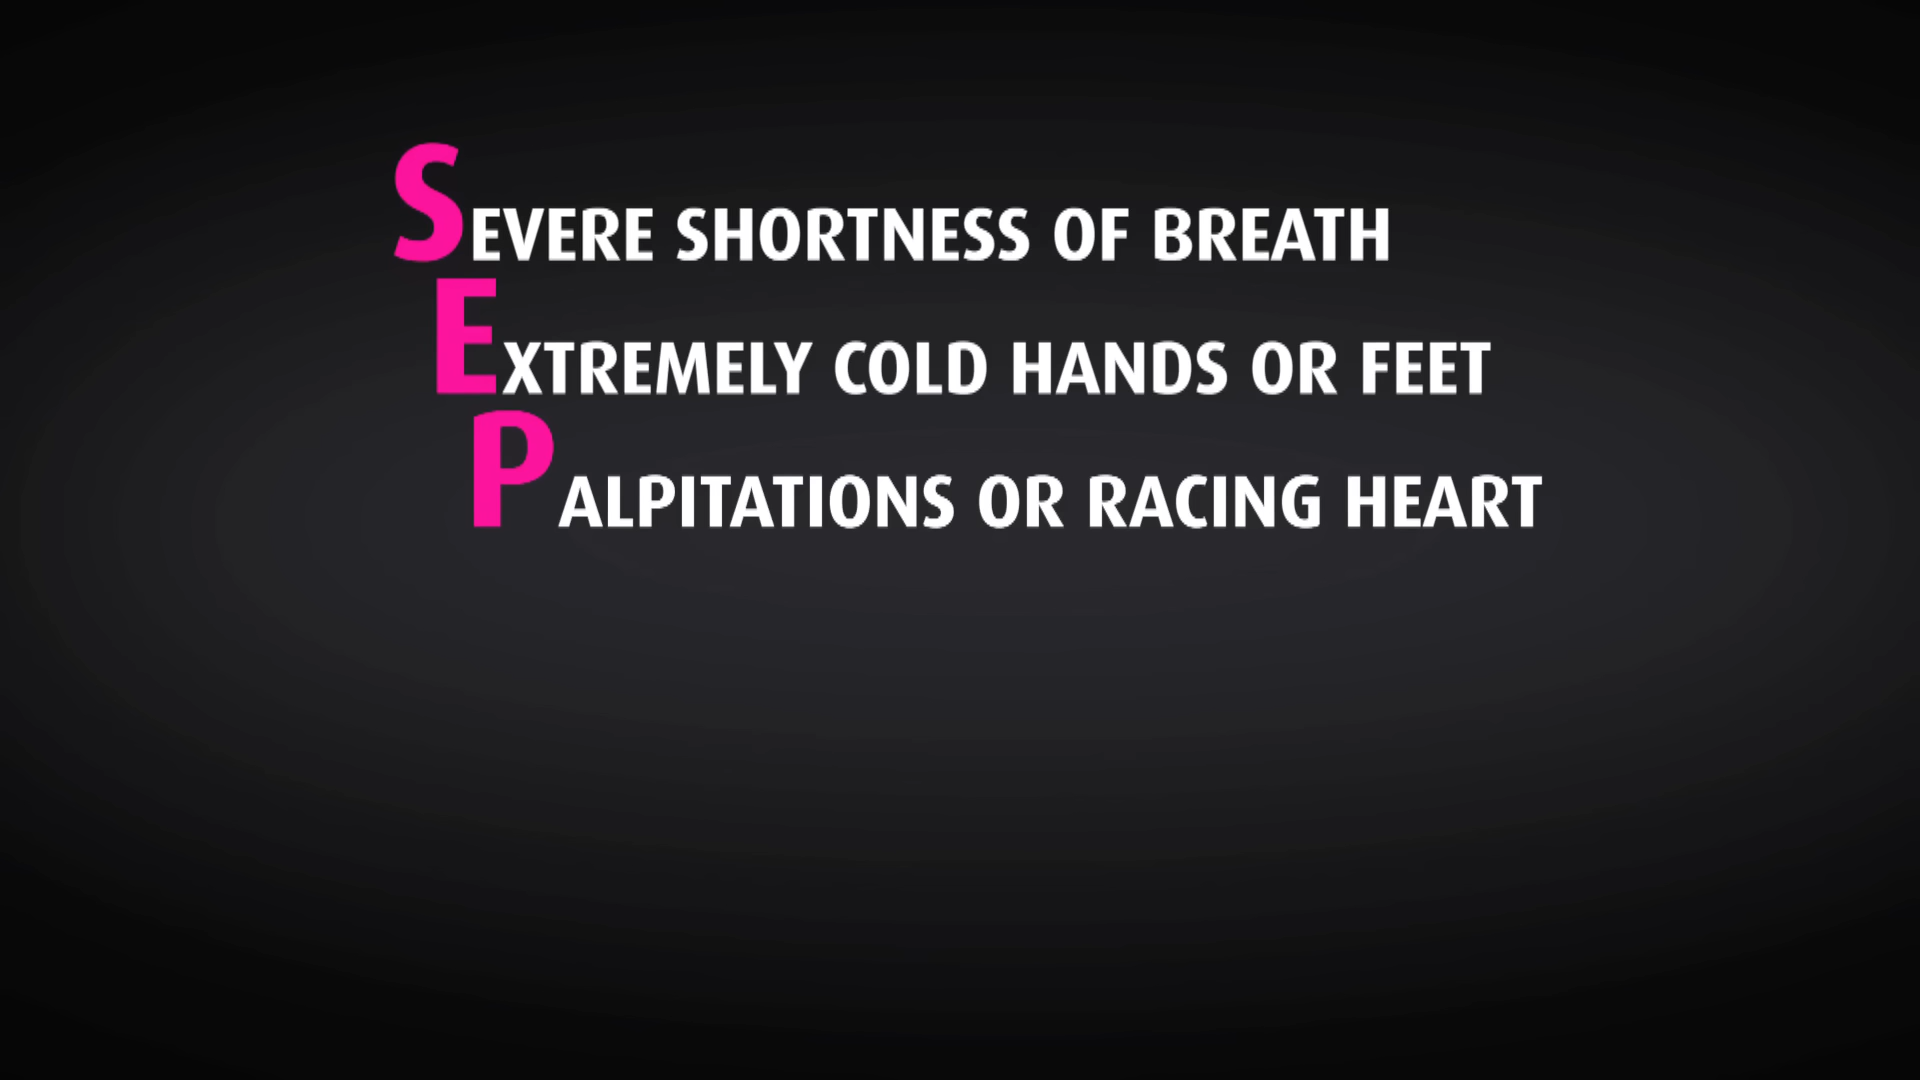 SEVERE SHORTNESS OF BREATH
EXTREMELY COLD HANDS OR FEET
PALPITATIONS OR RACING HEART